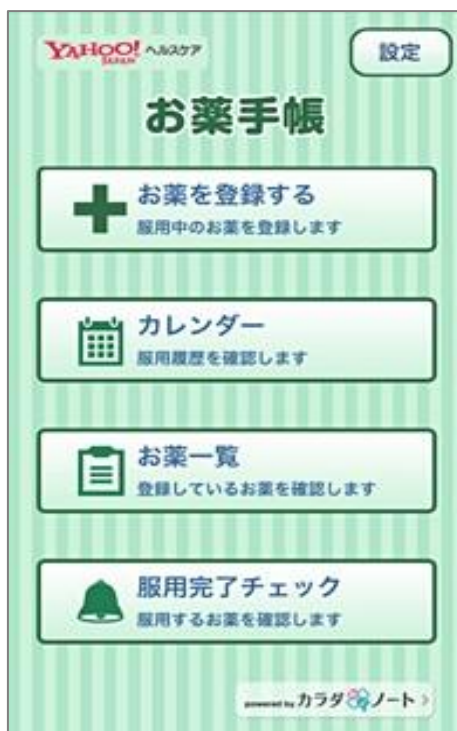 YAHOO! JAPAN ヘルスケア
設定
お薬手帳
お薬を登録する
服用中のお薬を登録します
カレンダー
服用履歴を確認します
お薬一覧
登録しているお薬を確認します
服用完了チェック
服用するお薬を確認します
powered by カラダノート